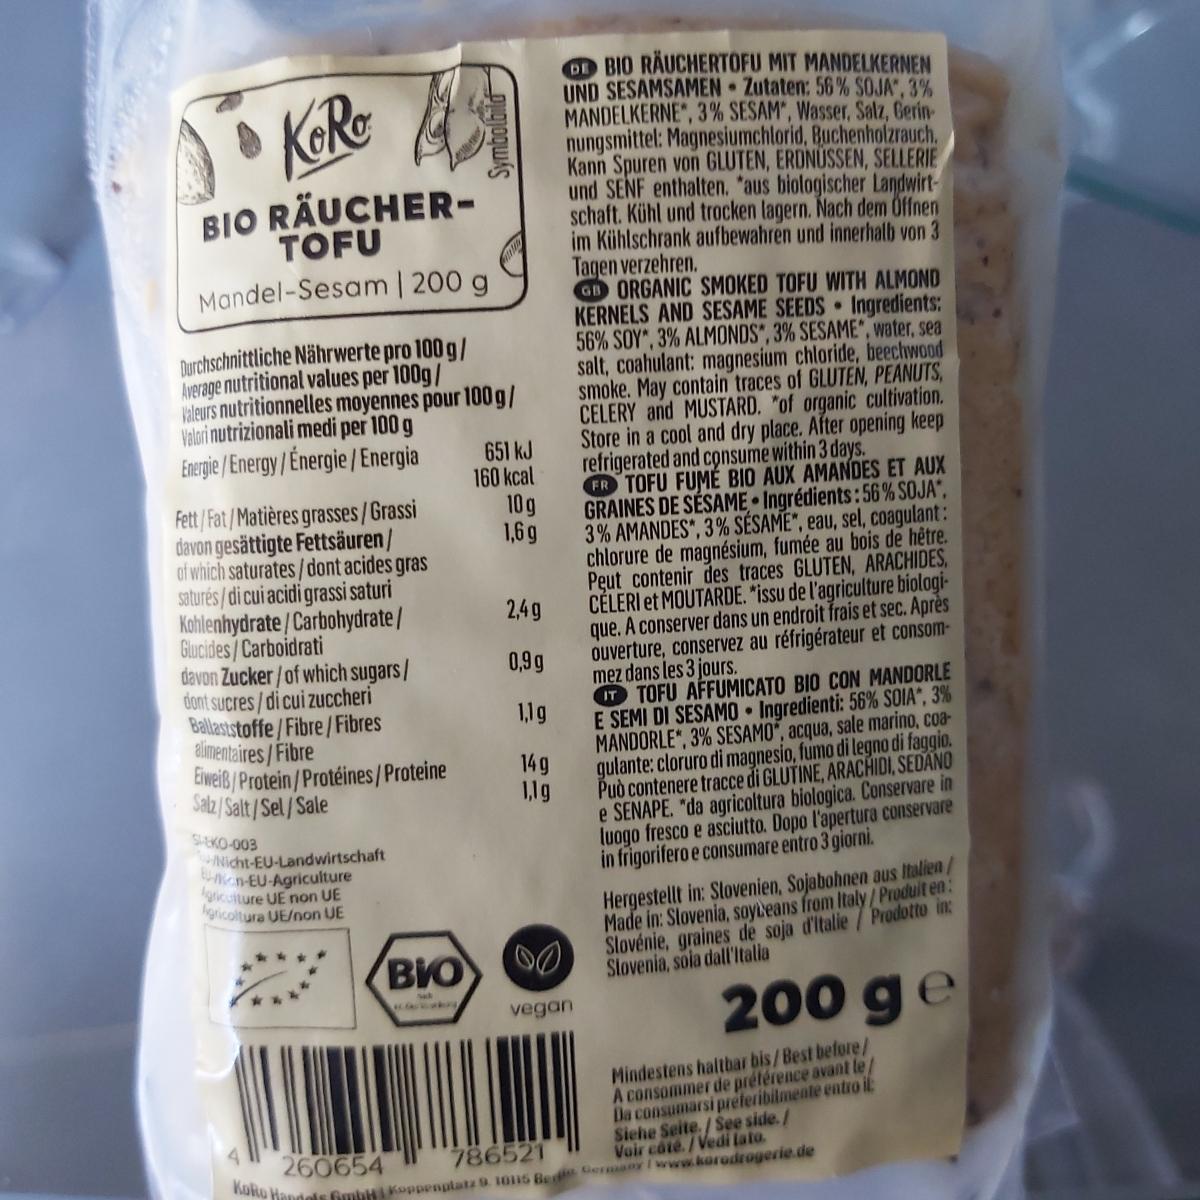 KoRo
Symbolbild
BIO RÄUCHER-
TOFU
Mandel-Sesam | 200 g
Durchschnittliche Nährwerte pro 100 g /
Average nutritional values per 100g /
Valeurs nutritionnelles moyennes pour 100 g /
Valori nutrizionali medi per 100 g
Energie / Energy / Énergie / Energia 651 kJ
160 kcal
Fett / Fat / Matières grasses / Grassi 10 g
davon gesättigte Fettsäuren / 1,6 g
of which saturates / dont acides gras
saturés / di cui acidi grassi saturi
Kohlenhydrate / Carbohydrate / 2,4 g
Glucides / Carboidrati
davon Zucker / of which sugars / 0,9 g
dont sucres / di cui zuccheri
Ballaststoffe / Fibre / Fibres 1,1 g
alimentaires / Fibre
Eiweiß / Protein / Protéines / Proteine 14 g
Salz / Salt / Sel / Sale 1,1 g
SI-EKO-003
EU-/Nicht-EU-Landwirtschaft
EU-/Non-EU-Agriculture
Agriculture UE non UE
Agricoltura UE/non UE
BIO
nach
vegan
4 260654 786521
DE BIO RÄUCHERTOFU MIT MANDELKERNEN
UND SESAMSAMEN • Zutaten: 56% SOJA*, 3%
MANDELKERNE*, 3% SESAM*, Wasser, Salz, Gerin-
nungsmittel: Magnesiumchlorid, Buchenholzrauch.
Kann Spuren von GLUTEN, ERDNÜSSEN, SELLERIE
und SENF enthalten. *aus biologischer Landwirt-
schaft. Kühl und trocken lagern. Nach dem Öffnen
im Kühlschrank aufbewahren und innerhalb von 3
Tagen verzehren.
GB ORGANIC SMOKED TOFU WITH ALMOND
KERNELS AND SESAME SEEDS • Ingredients:
56% SOY*, 3% ALMONDS*, 3% SESAME*, water, sea
salt, coahulant: magnesium chloride, beechwood
smoke. May contain traces of GLUTEN, PEANUTS,
CELERY and MUSTARD. *of organic cultivation.
Store in a cool and dry place. After opening keep
refrigerated and consume within 3 days.
FR TOFU FUMÉ BIO AUX AMANDES ET AUX
GRAINES DE SÉSAME • Ingrédients : 56% SOJA*,
3% AMANDES*, 3% SÉSAME*, eau, sel, coagulant :
chlorure de magnésium, fumée au bois de hêtre.
Peut contenir des traces GLUTEN, ARACHIDES,
CÉLERI et MOUTARDE. *issu de l'agriculture biologi-
que. A conserver dans un endroit frais et sec. Après
ouverture, conservez au réfrigérateur et consom-
mez dans les 3 jours.
IT TOFU AFFUMICATO BIO CON MANDORLE
E SEMI DI SESAMO • Ingredienti: 56% SOIA*, 3%
MANDORLE*, 3% SESAMO*, acqua, sale marino, coa-
gulante: cloruro di magnesio, fumo di legno di faggio.
Può contenere tracce di GLUTINE, ARACHIDI, SEDANO
e SENAPE. *da agricoltura biologica. Conservare in
luogo fresco e asciutto. Dopo l'apertura conservare
in frigorifero e consumare entro 3 giorni.
Hergestellt in: Slovenien, Sojabohnen aus Italien /
Made in: Slovenia, soybeans from Italy / Produit en :
Slovénie, graines de soja d'Italie / Prodotto in:
Slovenia, soia dall'Italia
200 g e
Mindestens haltbar bis / Best before /
A consommer de préférence avant le /
Da consumarsi preferibilmente entro il:
Siehe Seite. / See side. /
Voir côté. / Vedi lato.
KoRo Handels GmbH | Koppenplatz 9, 10115 Berlin, Germany | www.korodrogerie.de